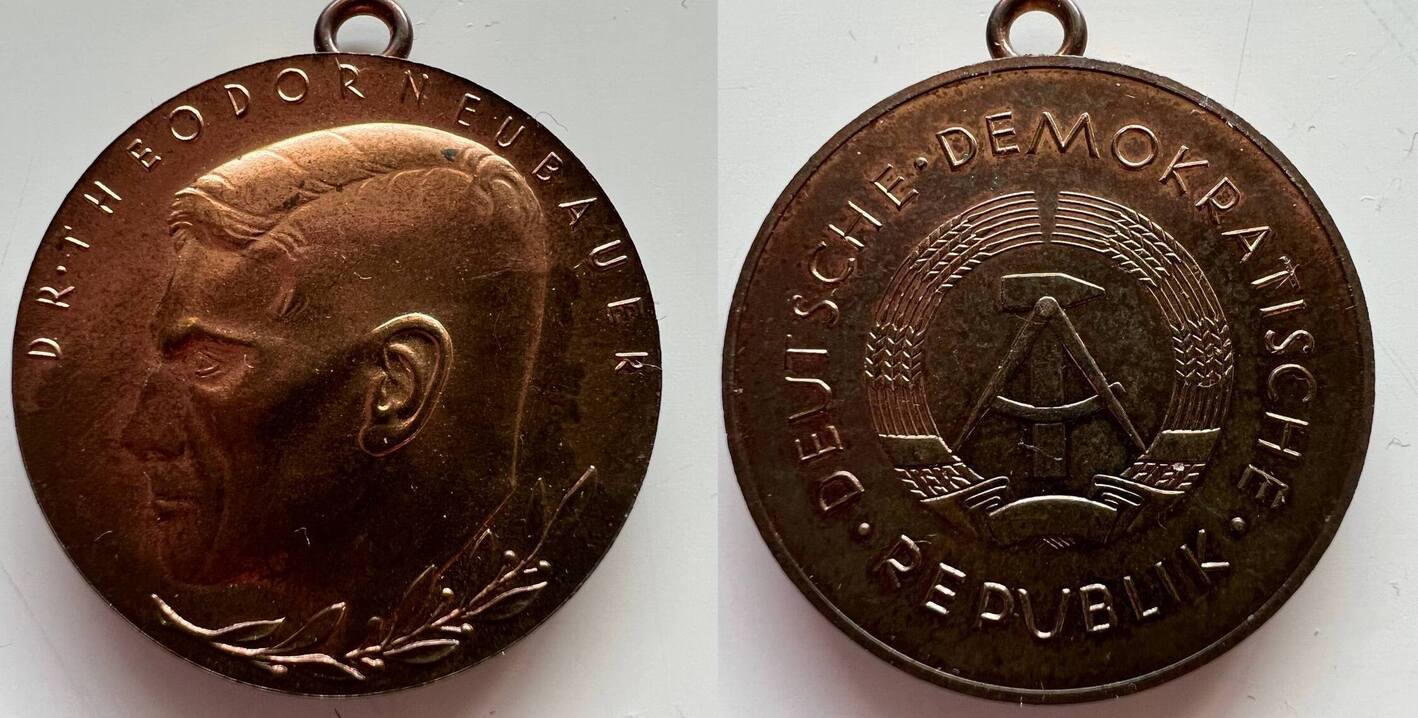 DR · THEODOR NEUBAUER
DEUTSCHE · DEMOKRATISCHE · REPUBLIK ·